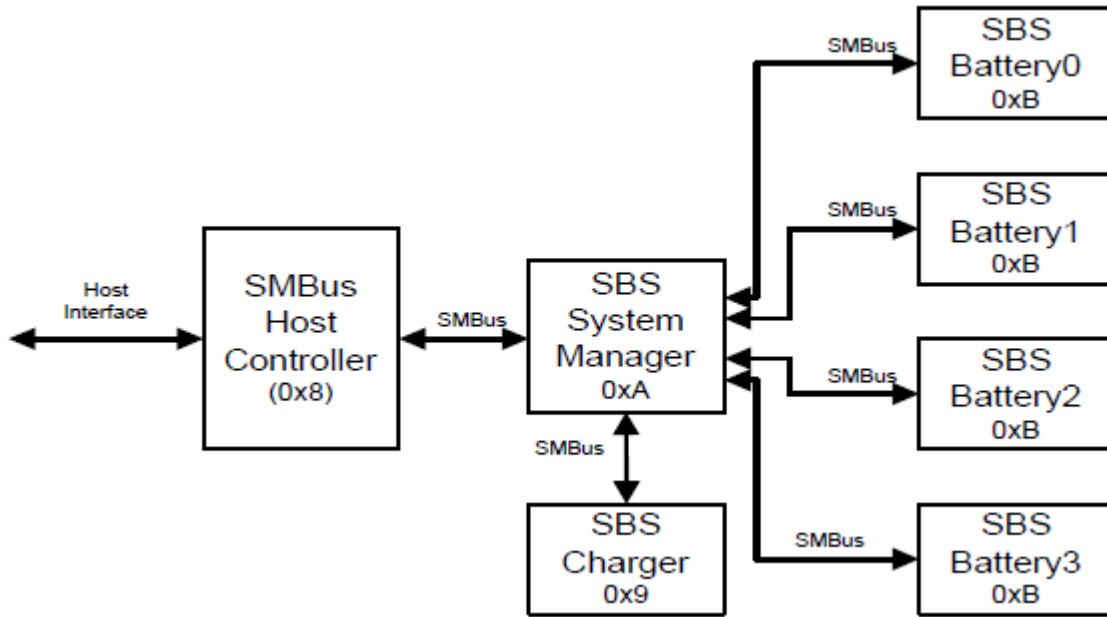 Host
Interface
SMBus
Host
Controller
(0x8)
SMBus
SBS
System
Manager
0xA
SMBus
SBS
Charger
0x9
SMBus
SBS
Battery0
0xB
SMBus
SBS
Battery1
0xB
SMBus
SBS
Battery2
0xB
SMBus
SBS
Battery3
0xB